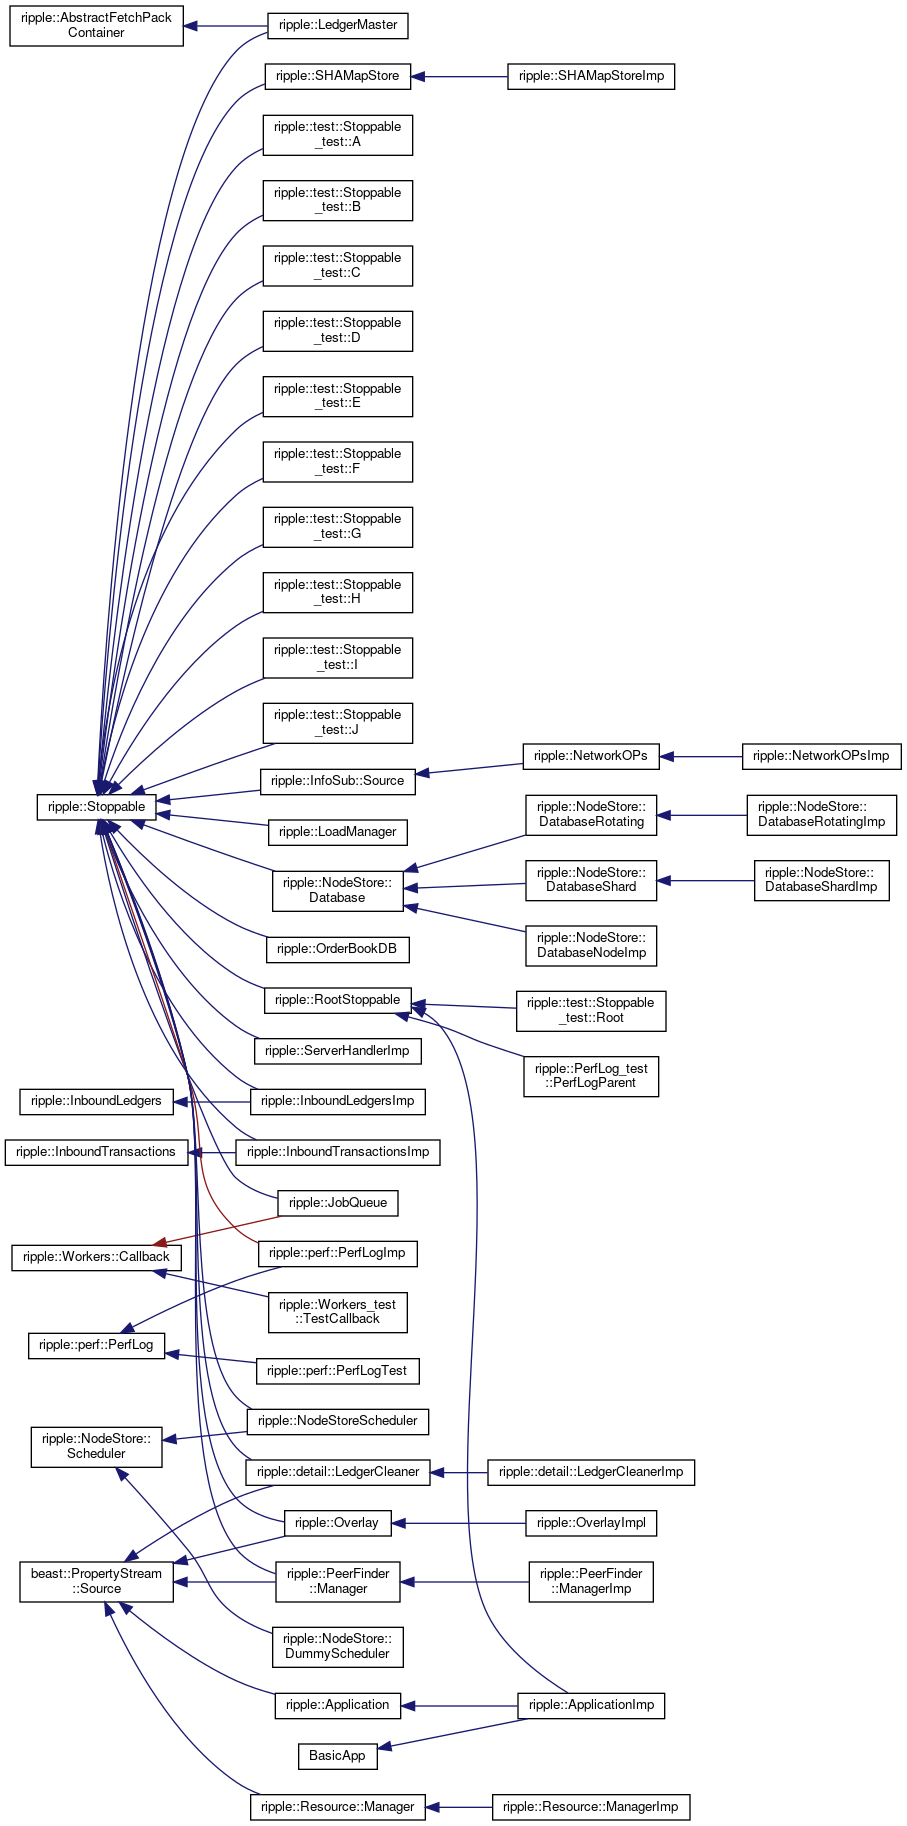 ripple::AbstractFetchPack
Container
ripple::LedgerMaster
ripple::SHAMapStore
ripple::SHAMapStoreImp
ripple::test::Stoppable
_test::A
ripple::test::Stoppable
_test::B
ripple::test::Stoppable
_test::C
ripple::test::Stoppable
_test::D
ripple::test::Stoppable
_test::E
ripple::test::Stoppable
_test::F
ripple::test::Stoppable
_test::G
ripple::test::Stoppable
_test::H
ripple::test::Stoppable
_test::I
ripple::test::Stoppable
_test::J
ripple::NetworkOPs
ripple::NetworkOPsImp
ripple::InfoSub::Source
ripple::Stoppable
ripple::NodeStore::
DatabaseRotating
ripple::NodeStore::
DatabaseRotatingImp
ripple::LoadManager
ripple::NodeStore::
Database
ripple::NodeStore::
DatabaseShard
ripple::NodeStore::
DatabaseShardImp
ripple::OrderBookDB
ripple::NodeStore::
DatabaseNodeImp
ripple::RootStoppable
ripple::test::Stoppable
_test::Root
ripple::ServerHandlerImp
ripple::PerfLog_test
::PerfLogParent
ripple::InboundLedgers
ripple::InboundLedgersImp
ripple::InboundTransactions
ripple::InboundTransactionsImp
ripple::JobQueue
ripple::Workers::Callback
ripple::perf::PerfLogImp
ripple::Workers_test
::TestCallback
ripple::perf::PerfLog
ripple::perf::PerfLogTest
ripple::NodeStoreScheduler
ripple::NodeStore::
Scheduler
ripple::detail::LedgerCleaner
ripple::detail::LedgerCleanerImp
ripple::Overlay
ripple::OverlayImpl
beast::PropertyStream
::Source
ripple::PeerFinder
::Manager
ripple::PeerFinder
::ManagerImp
ripple::NodeStore::
DummyScheduler
ripple::Application
ripple::ApplicationImp
BasicApp
ripple::Resource::Manager
ripple::Resource::ManagerImp